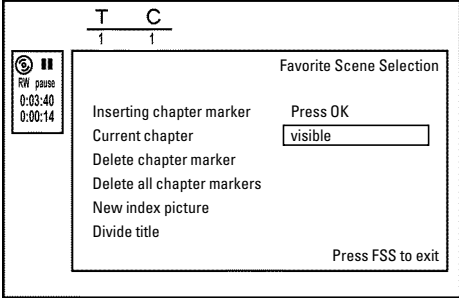 T C
1 1
RW pause
0:03:40
0:00:14
Favorite Scene Selection
Inserting chapter marker Press OK
Current chapter visible
Delete chapter marker
Delete all chapter markers
New index picture
Divide title
Press FSS to exit